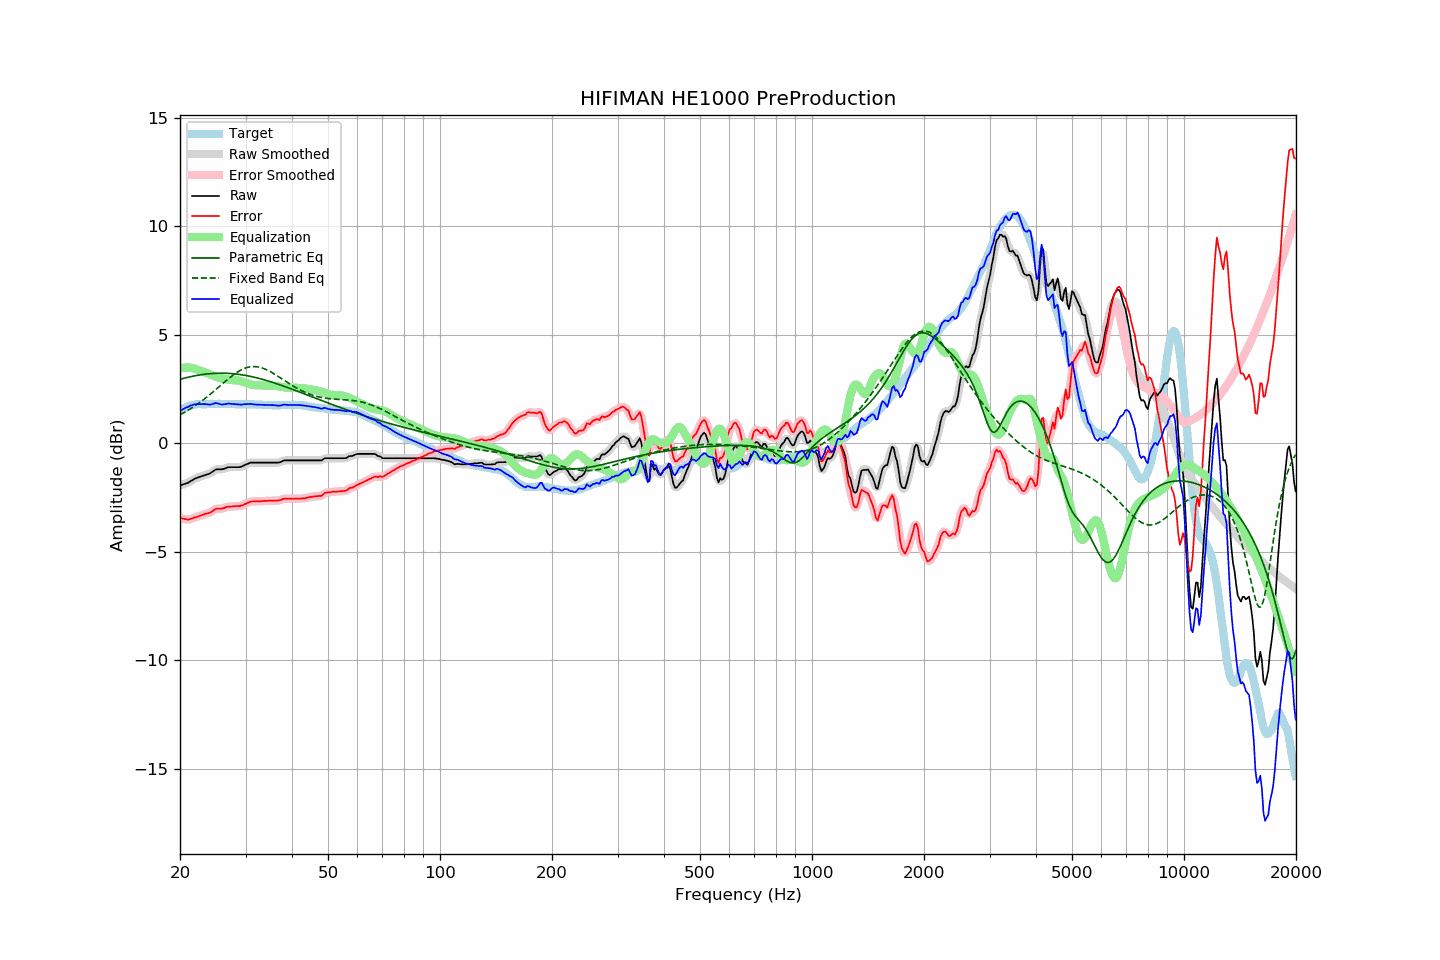 HIFIMAN HE1000 PreProduction
Target
Raw Smoothed
Error Smoothed
Raw
Error
Equalization
Parametric Eq
Fixed Band Eq
Equalized
15
10
5
0
−5
−10
−15
Amplitude (dBr)
20 50 100 200 500 1000 2000 5000 10000 20000
Frequency (Hz)